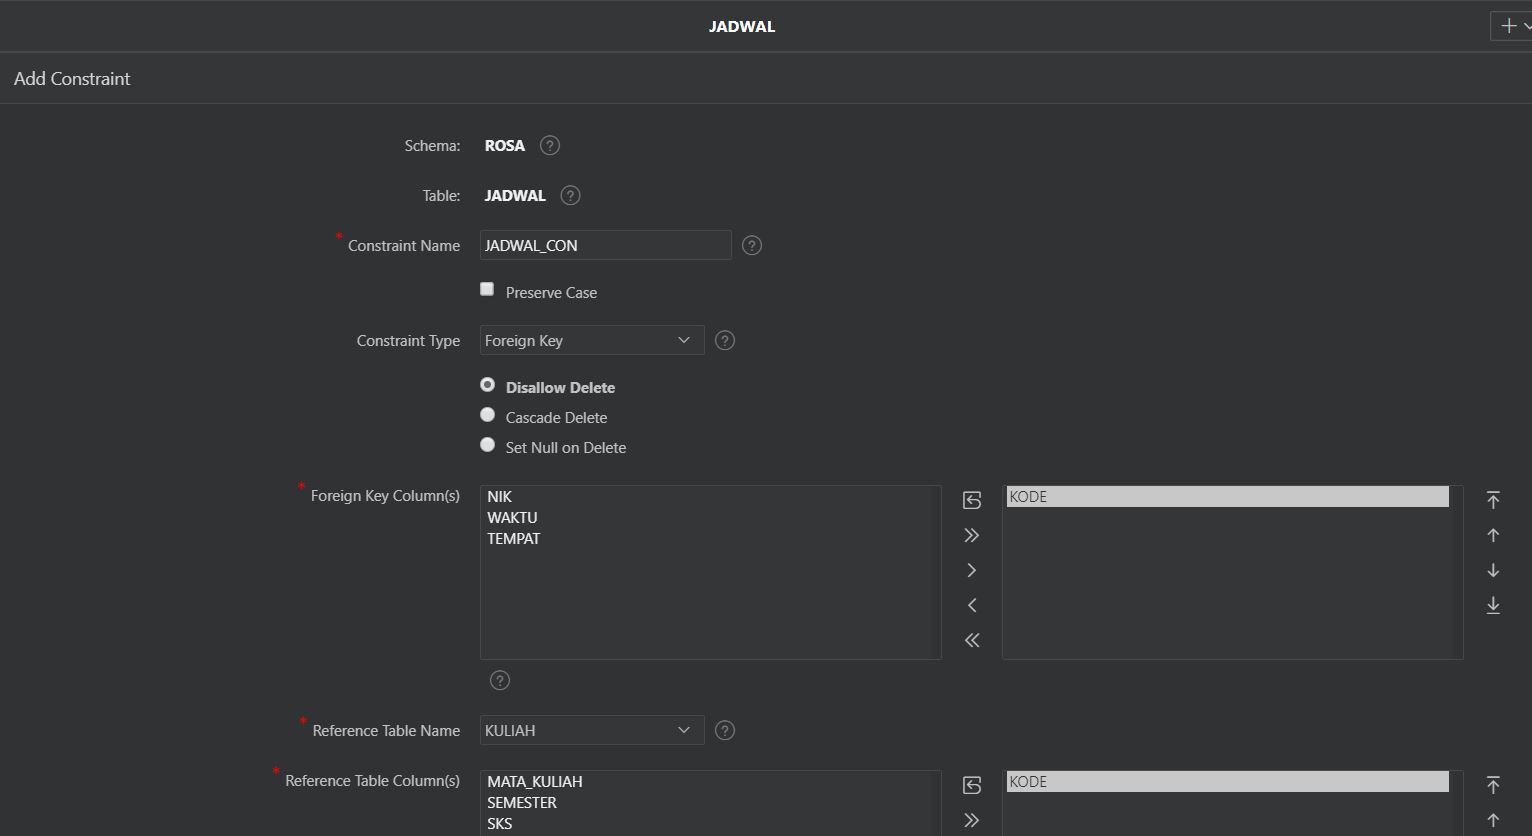 JADWAL
Add Constraint
Schema: ROSA
Table: JADWAL
* Constraint Name JADWAL_CON
Preserve Case
Constraint Type Foreign Key
Disallow Delete
Cascade Delete
Set Null on Delete
* Foreign Key Column(s) NIK KODE
WAKTU
TEMPAT
* Reference Table Name KULIAH
* Reference Table Column(s) MATA_KULIAH KODE
SEMESTER
SKS